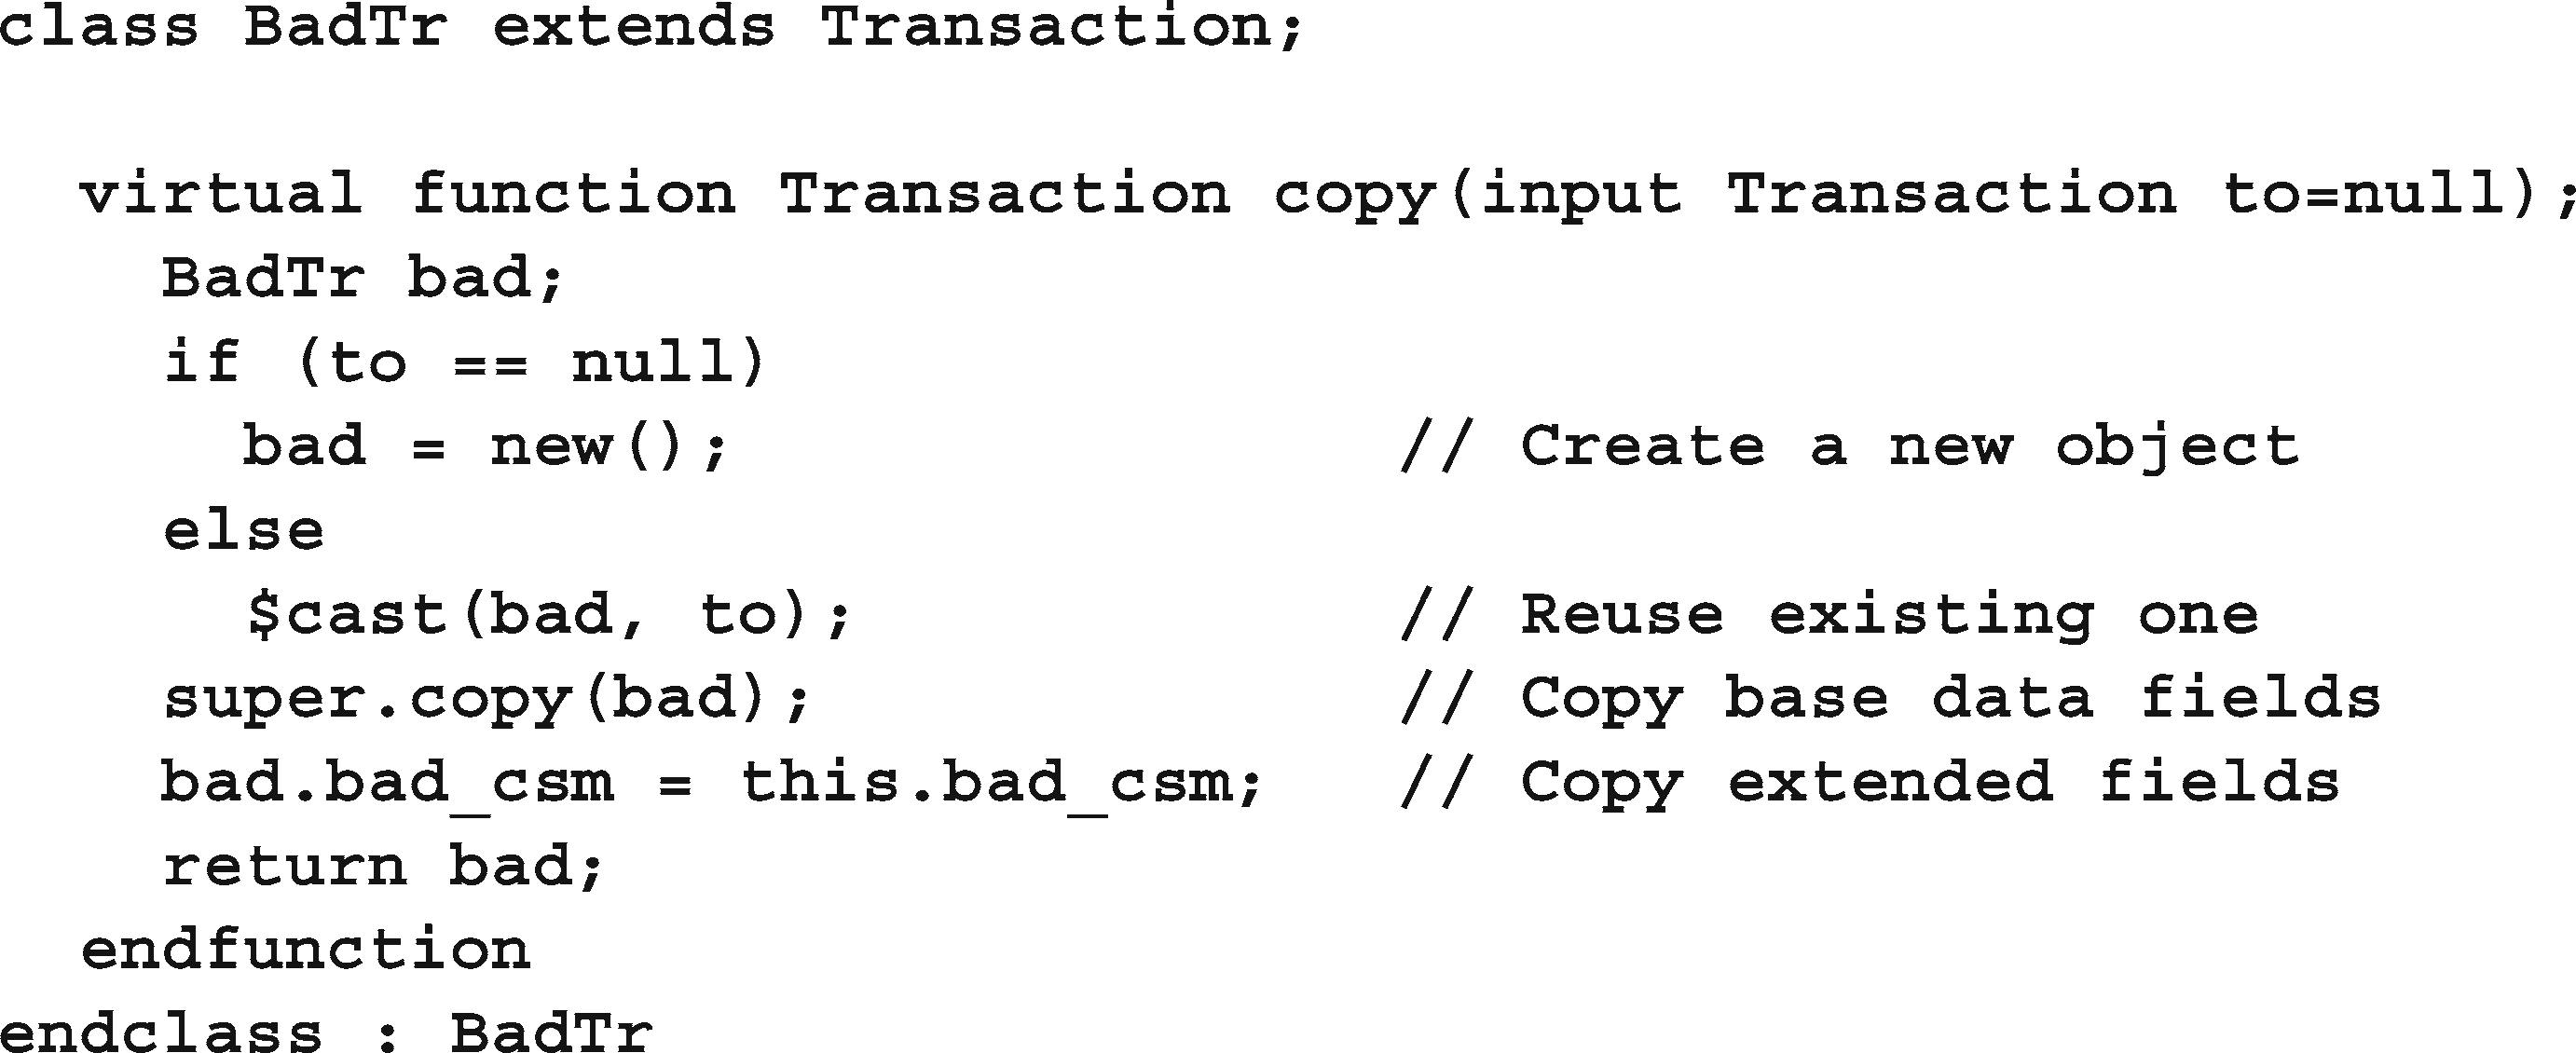 class BadTr extends Transaction;
virtual function Transaction copy(input Transaction to=null);
BadTr bad;
if (to == null)
bad = new(); // Create a new object
else
$cast(bad, to); // Reuse existing one
super.copy(bad); // Copy base data fields
bad.bad_csm = this.bad_csm; // Copy extended fields
return bad;
endfunction
endclass : BadTr